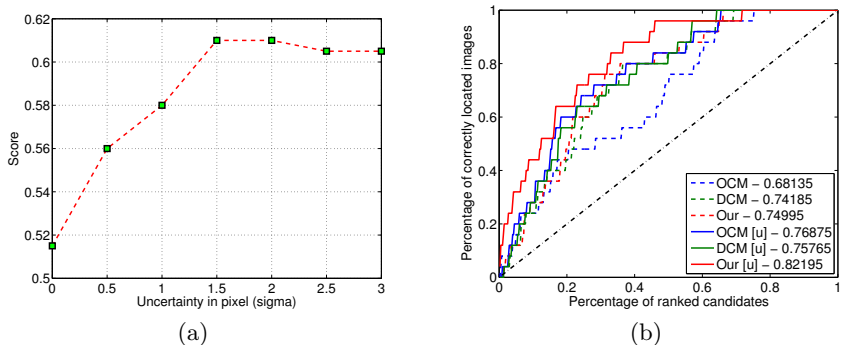 0.62
0.6
0.58
0.56
0.54
0.52
0.5
0 0.5 1 1.5 2 2.5 3
Score
Uncertainty in pixel (sigma)
(a)
1
0.8
0.6
0.4
0.2
0 0.2 0.4 0.6 0.8 1
Percentage of correctly located images
Percentage of ranked candidates
OCM − 0.68135
DCM − 0.74185
Our − 0.74995
OCM [u] − 0.76875
DCM [u] − 0.75765
Our [u] − 0.82195
(b)